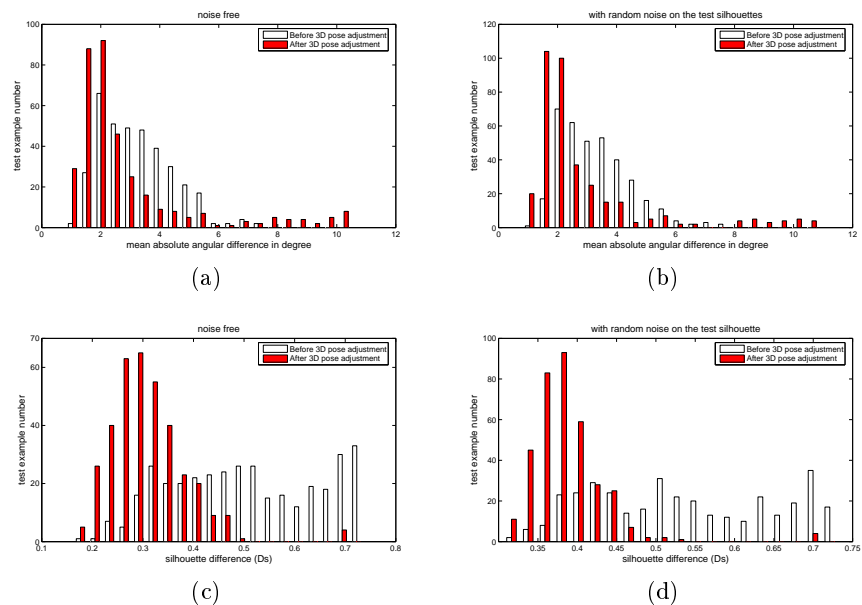 noise free
Before 3D pose adjustment
After 3D pose adjustment
test example number
100
80
60
40
20
0
0 2 4 6 8 10 12
mean absolute angular difference in degree
(a)
with random noise on the test silhouettes
Before 3D pose adjustment
After 3D pose adjustment
test example number
120
100
80
60
40
20
0
0 2 4 6 8 10 12
mean absolute angular difference in degree
(b)
noise free
Before 3D pose adjustment
After 3D pose adjustment
test example number
70
60
50
40
30
20
10
0
0.1 0.2 0.3 0.4 0.5 0.6 0.7 0.8
silhouette difference (Ds)
(c)
with random noise on the test silhouette
Before 3D pose adjustment
After 3D pose adjustment
test example number
100
80
60
40
20
0
0.35 0.4 0.45 0.5 0.55 0.6 0.65 0.7 0.75
silhouette difference (Ds)
(d)